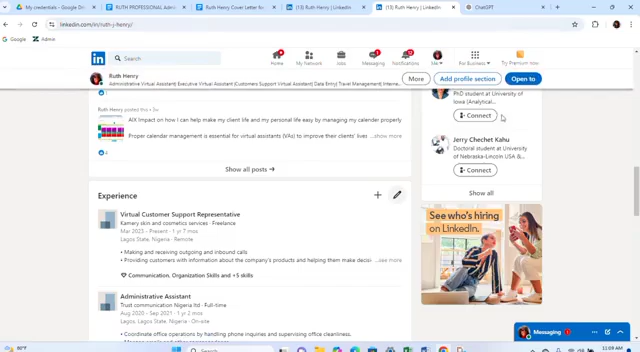 My credentials - Google Drive
RUTH PROFESSIONAL ADMINIS
Ruth Henry Cover Letter
(13) Ruth Henry | LinkedIn
(13) Ruth Henry | LinkedIn
ChatGPT
linkedin.com/in/ruth-j-henry/
Google
Search
Home
My Network
Jobs
Messaging
Notifications
Me
For Business
Try Premium now
Ruth Henry
Administrative Virtual Assistant| Executive Virtual Assistant|Customers Support Virtual Assistant| Data Entry| Travel Management|
More
Add profile section
Open to
PhD student at University of
Iowa (Analytical...
Connect
Ruth Henry posted this
AIX Impact on how I can help make my client life and my personal life easy by managing my calender properly
Proper calendar management is essential for virtual assistants (VAs) to improve their clients' lives
...show more
Show all posts →
Jerry Chechet Kahu
Doctoral student at University
of Nebraska-Lincoln USA &...
Connect
Show all
Experience
Virtual Customer Support Representative
Kamery skin and cosmetics services · Freelance
Mar 2023 - Present · 1 yr 7 mos
Lagos State, Nigeria · Remote
• Making and receiving outgoing and inbound calls
• Providing customers with information about the company's products and helping them make decisi
...see more
Communication, Organization Skills and +5 skills
Administrative Assistant
Trust communication Nigeria ltd · Full-time
Aug 2020 - Sep 2021 · 1 yr 2 mos
Lagos, Lagos State, Nigeria · On-site
• Coordinate office operations by handling phone inquiries and supervising office cleanliness.
See who's hiring
on LinkedIn.
Messaging
80°F
Search
11:09 AM